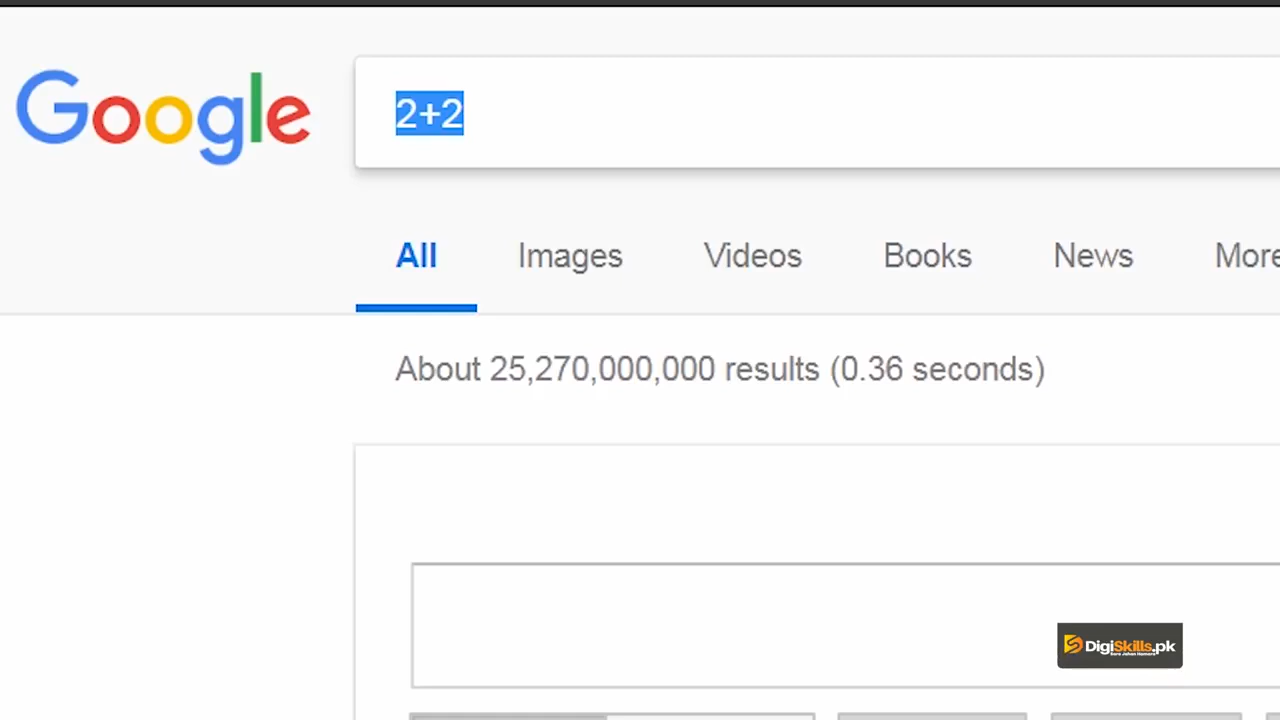 Google
2+2
All Images Videos Books News More
About 25,270,000,000 results (0.36 seconds)
DigiSkills.pk